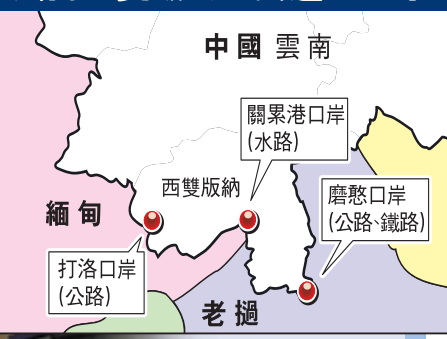 中國 雲南
關累港口岸
(水路)
西雙版納
磨憨口岸
(公路、鐵路)
緬甸
打洛口岸
(公路)
老撾